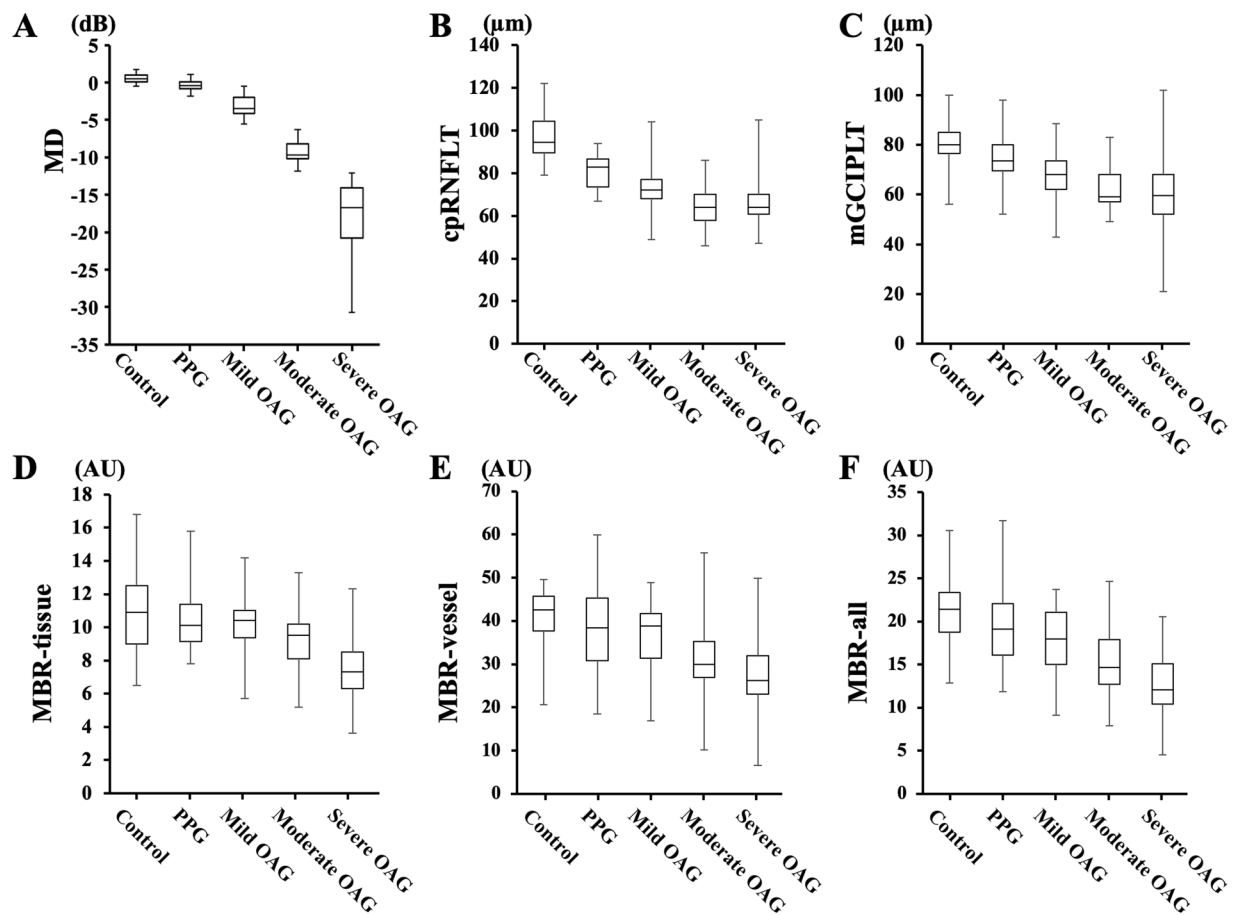 A (dB)
5
0
-5
-10
-15
-20
-25
-30
-35
MD
Control
PPG
Mild OAG
Moderate OAG
Severe OAG
B (µm)
140
120
100
80
60
40
20
0
cpRNFLT
Control
PPG
Mild OAG
Moderate OAG
Severe OAG
C (µm)
120
100
80
60
40
20
0
mGCIPLT
Control
PPG
Mild OAG
Moderate OAG
Severe OAG
D (AU)
18
16
14
12
10
8
6
4
2
0
MBR-tissue
Control
PPG
Mild OAG
Moderate OAG
Severe OAG
E (AU)
70
60
50
40
30
20
10
0
MBR-vessel
Control
PPG
Mild OAG
Moderate OAG
Severe OAG
F (AU)
35
30
25
20
15
10
5
0
MBR-all
Control
PPG
Mild OAG
Moderate OAG
Severe OAG